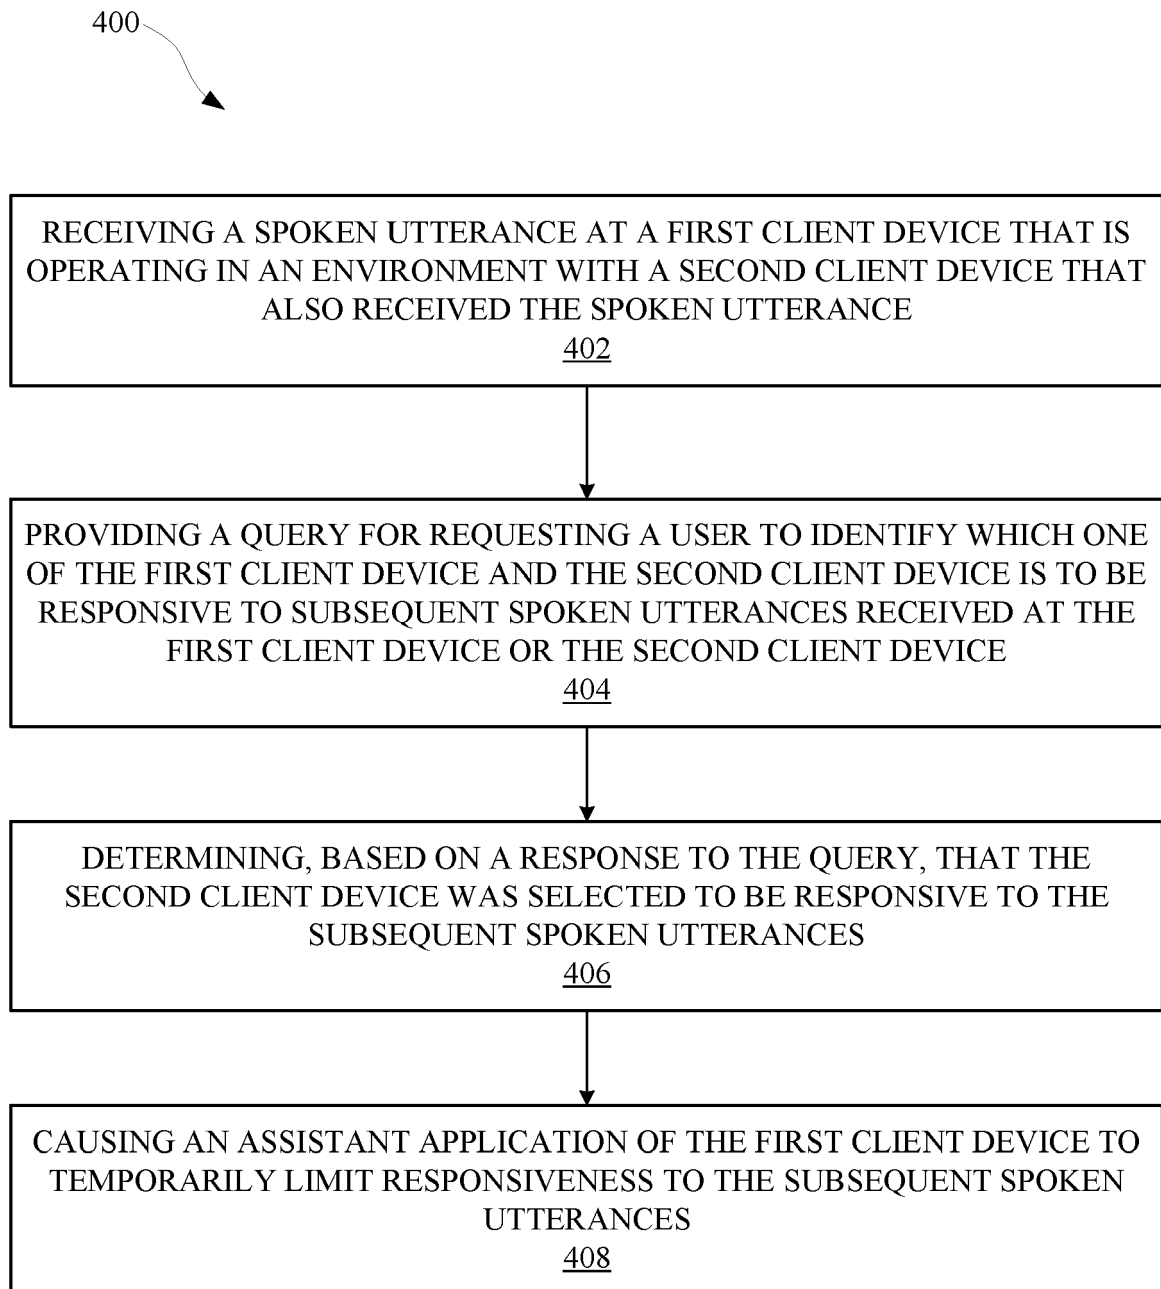 400
RECEIVING A SPOKEN UTTERANCE AT A FIRST CLIENT DEVICE THAT IS
OPERATING IN AN ENVIRONMENT WITH A SECOND CLIENT DEVICE THAT
ALSO RECEIVED THE SPOKEN UTTERANCE
402
PROVIDING A QUERY FOR REQUESTING A USER TO IDENTIFY WHICH ONE
OF THE FIRST CLIENT DEVICE AND THE SECOND CLIENT DEVICE IS TO BE
RESPONSIVE TO SUBSEQUENT SPOKEN UTTERANCES RECEIVED AT THE
FIRST CLIENT DEVICE OR THE SECOND CLIENT DEVICE
404
DETERMINING, BASED ON A RESPONSE TO THE QUERY, THAT THE
SECOND CLIENT DEVICE WAS SELECTED TO BE RESPONSIVE TO THE
SUBSEQUENT SPOKEN UTTERANCES
406
CAUSING AN ASSISTANT APPLICATION OF THE FIRST CLIENT DEVICE TO
TEMPORARILY LIMIT RESPONSIVENESS TO THE SUBSEQUENT SPOKEN
UTTERANCES
408